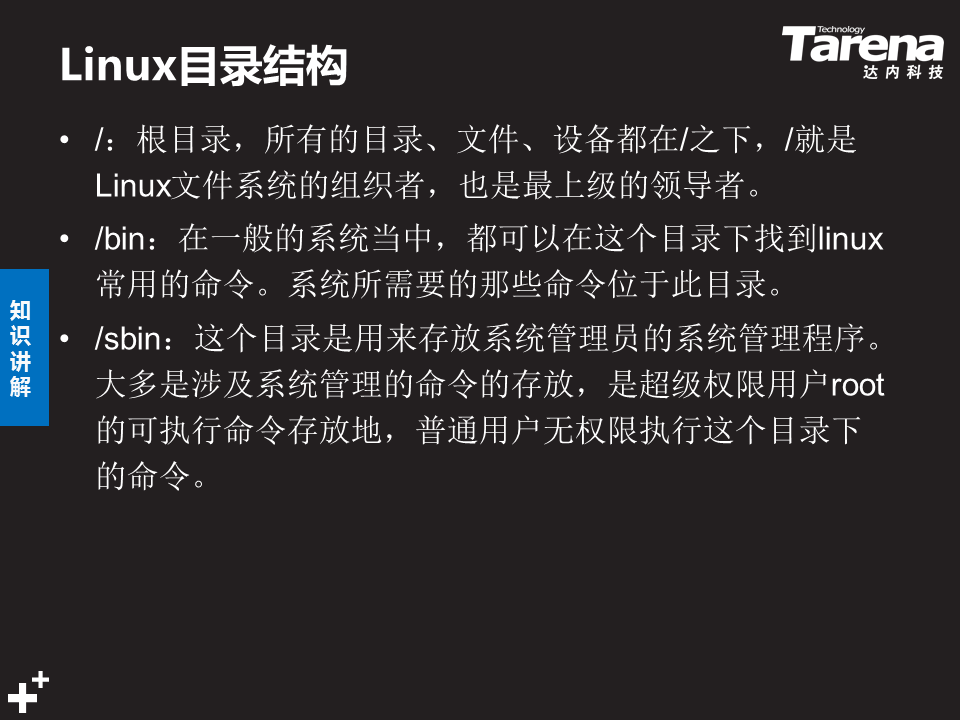 Linux目录结构
Technology
Tarena
达内科技
• /：根目录，所有的目录、文件、设备都在/之下，/就是
Linux文件系统的组织者，也是最上级的领导者。
• /bin：在一般的系统当中，都可以在这个目录下找到linux
常用的命令。系统所需要的那些命令位于此目录。
知识讲解
• /sbin：这个目录是用来存放系统管理员的系统管理程序。
大多是涉及系统管理的命令的存放，是超级权限用户root
的可执行命令存放地，普通用户无权限执行这个目录下
的命令。